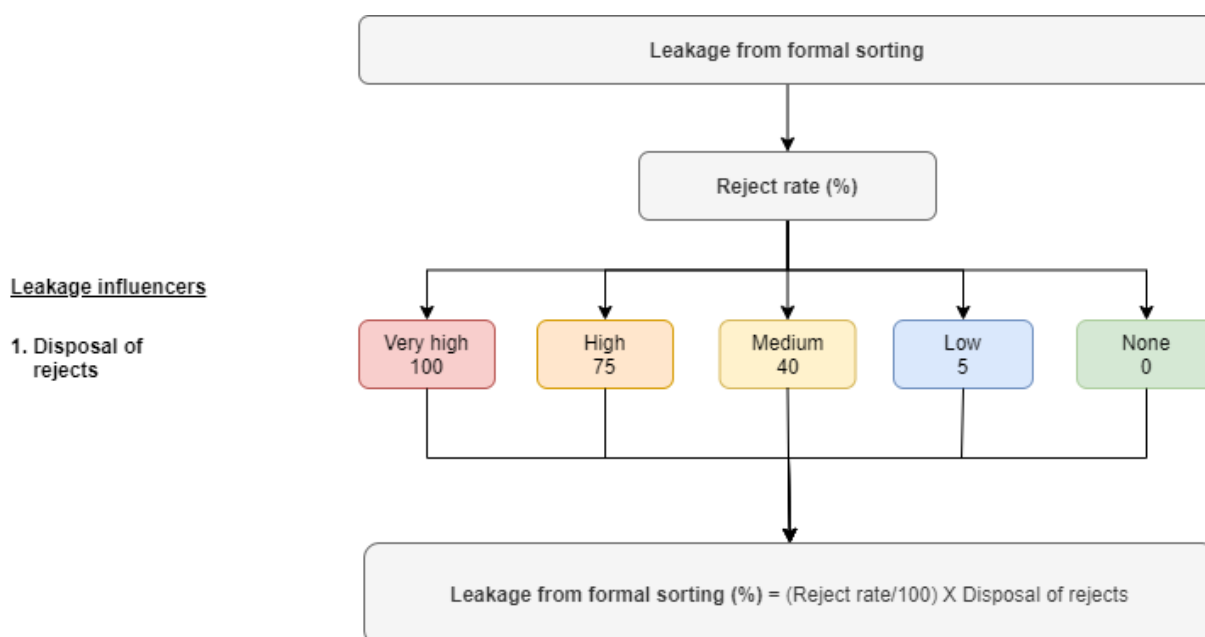 Leakage from formal sorting
Reject rate (%)
Leakage influencers
1. Disposal of
rejects
Very high
100
High
75
Medium
40
Low
5
None
0
Leakage from formal sorting (%) = (Reject rate/100) X Disposal of rejects